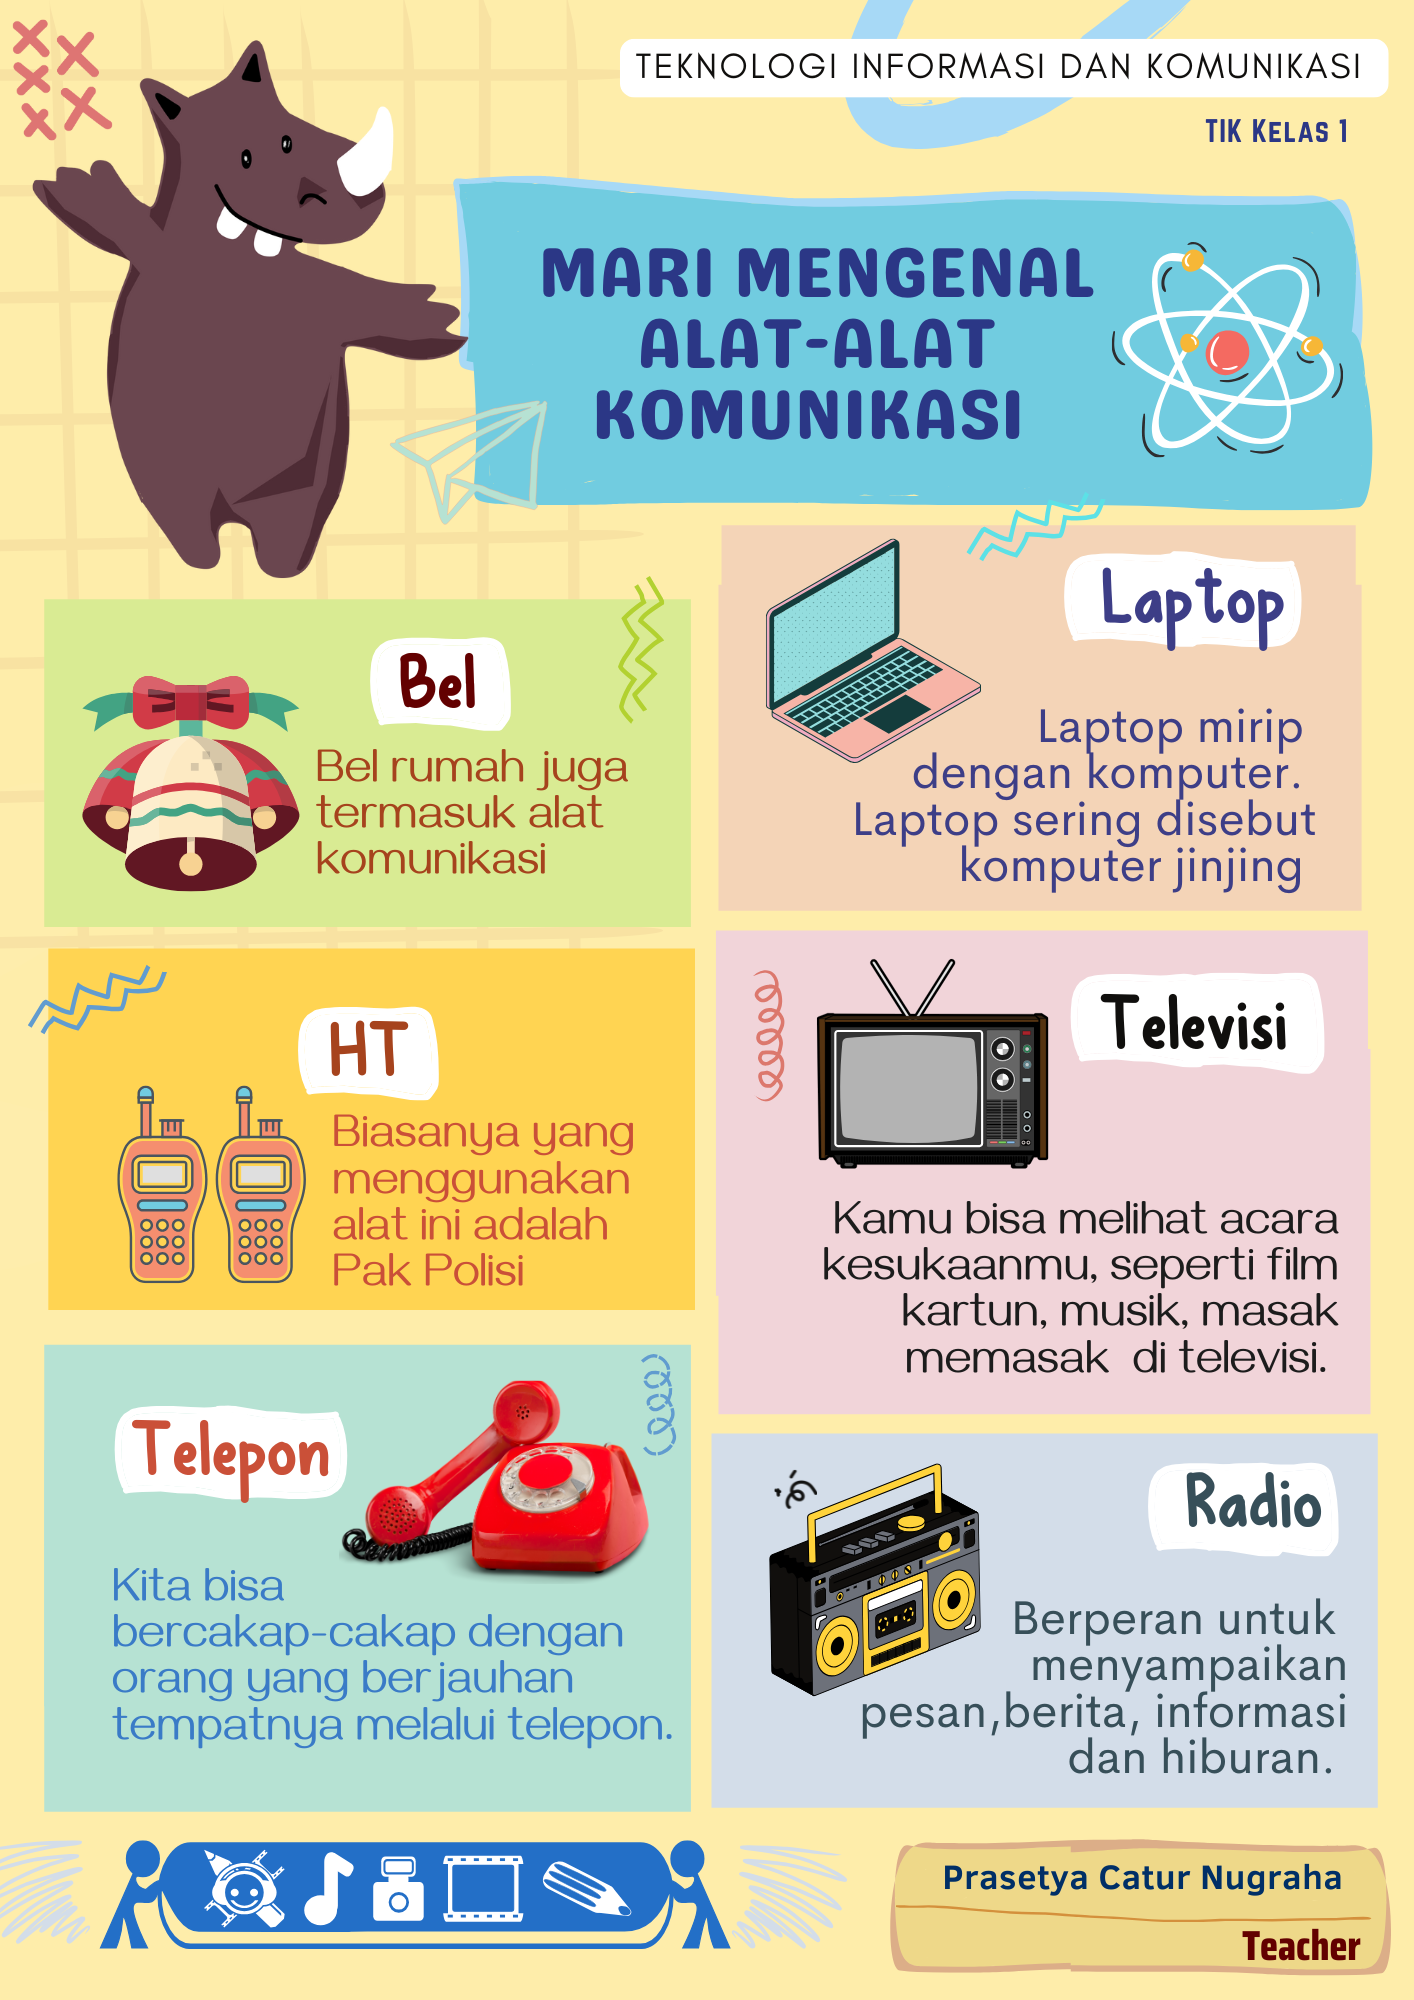 TEKNOLOGI INFORMASI DAN KOMUNIKASI
TIK KELAS 1
MARI MENGENAL
ALAT-ALAT
KOMUNIKASI
Bel
Bel rumah juga
termasuk alat
komunikasi
Laptop
Laptop mirip
dengan komputer.
Laptop sering disebut
komputer jinjing
HT
Biasanya yang
menggunakan
alat ini adalah
Pak Polisi
Televisi
Kamu bisa melihat acara
kesukaanmu, seperti film
kartun, musik, masak
memasak di televisi.
Telepon
Kita bisa
bercakap-cakap dengan
orang yang berjauhan
tempatnya melalui telepon.
Radio
Berperan untuk
menyampaikan
pesan,berita, informasi
dan hiburan.
Prasetya Catur Nugraha
Teacher